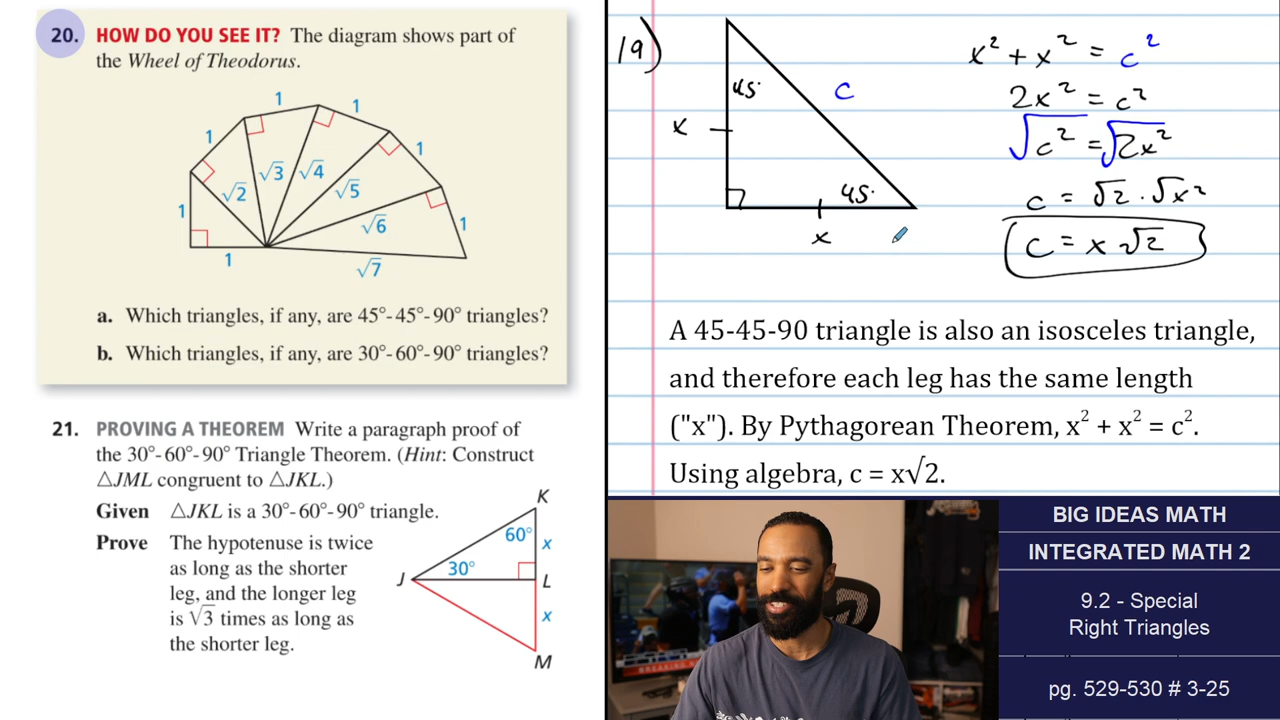 20. HOW DO YOU SEE IT? The diagram shows part of
the Wheel of Theodorus.
1
1
1
1
1
1
1
√2
√3
√4
√5
√6
√7
a. Which triangles, if any, are 45°-45°-90° triangles?
b. Which triangles, if any, are 30°-60°-90° triangles?
21. PROVING A THEOREM Write a paragraph proof of
the 30°-60°-90° Triangle Theorem. (Hint: Construct
△JML congruent to △JKL.)
Given △JKL is a 30°-60°-90° triangle.
Prove The hypotenuse is twice
as long as the shorter
leg, and the longer leg
is √3 times as long as
the shorter leg.
K
60°
x
30°
J
L
x
M
19)
45°
c
x
45°
x
x² + x² = c²
2x² = c²
√c² = √2x²
c = √2 · √x²
c = x √2
A 45-45-90 triangle is also an isosceles triangle,
and therefore each leg has the same length
("x"). By Pythagorean Theorem, x² + x² = c².
Using algebra, c = x√2.
BREAKING NEWS
BIG IDEAS MATH
INTEGRATED MATH 2
9.2 - Special
Right Triangles
pg. 529-530 # 3-25